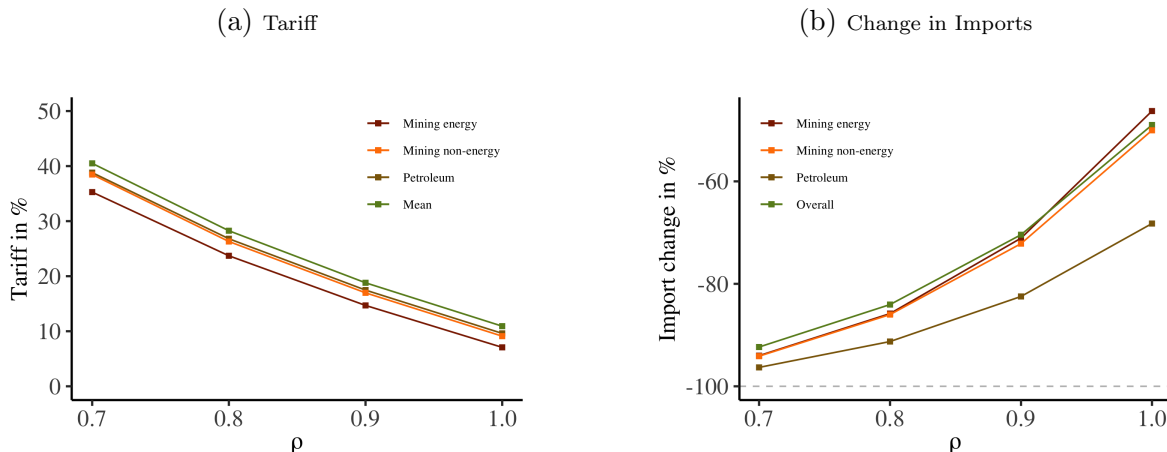 (a) Tariff
50
40
30
20
10
0
Tariff in %
Mining energy
Mining non-energy
Petroleum
Mean
0.7
0.8
0.9
1.0
ρ
(b) Change in Imports
-60
-80
-100
Import change in %
Mining energy
Mining non-energy
Petroleum
Overall
0.7
0.8
0.9
1.0
ρ